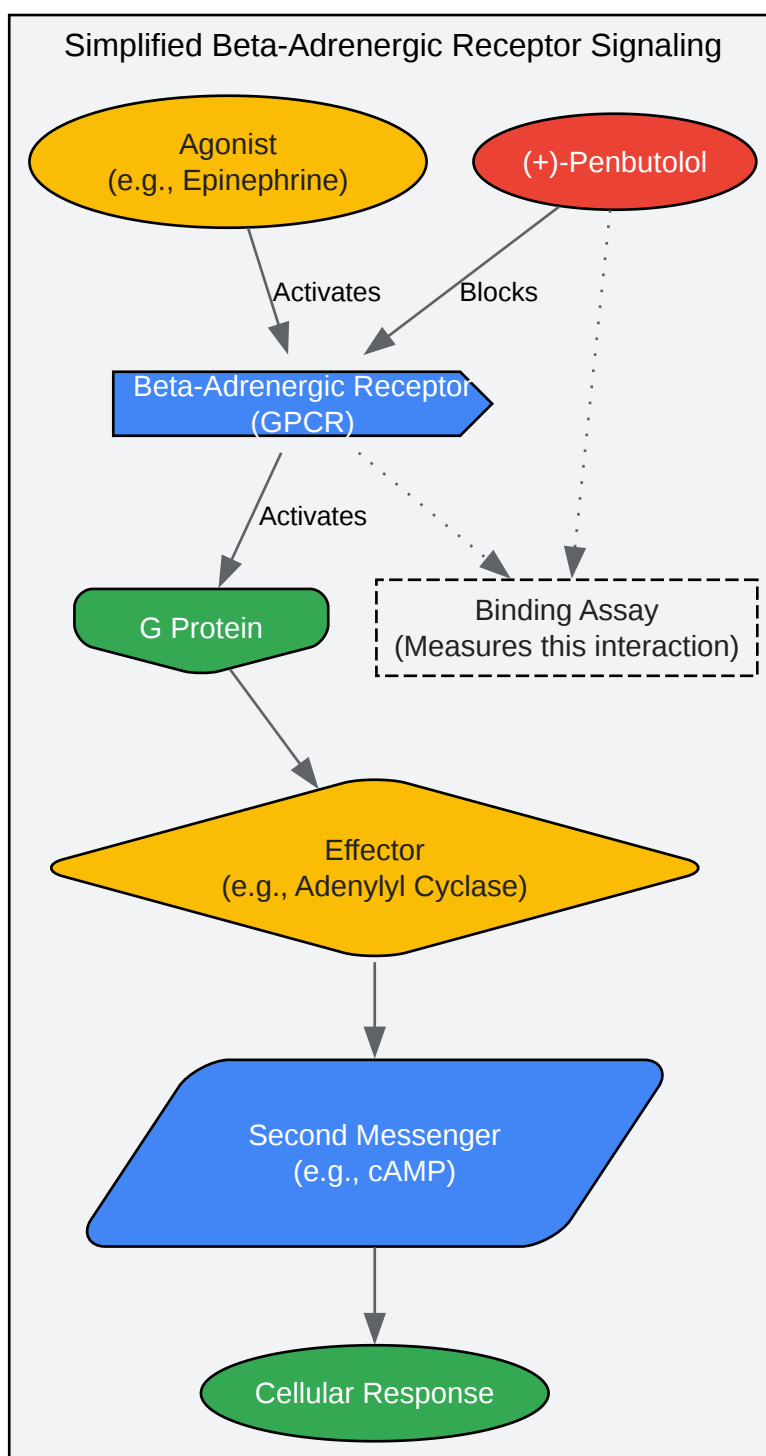 Simplified Beta-Adrenergic Receptor Signaling
Agonist
(e.g., Epinephrine)
(+)-Penbutolol
Activates
Blocks
Beta-Adrenergic Receptor
(GPCR)
Activates
G Protein
Binding Assay
(Measures this interaction)
Effector
(e.g., Adenylyl Cyclase)
Second Messenger
(e.g., cAMP)
Cellular Response